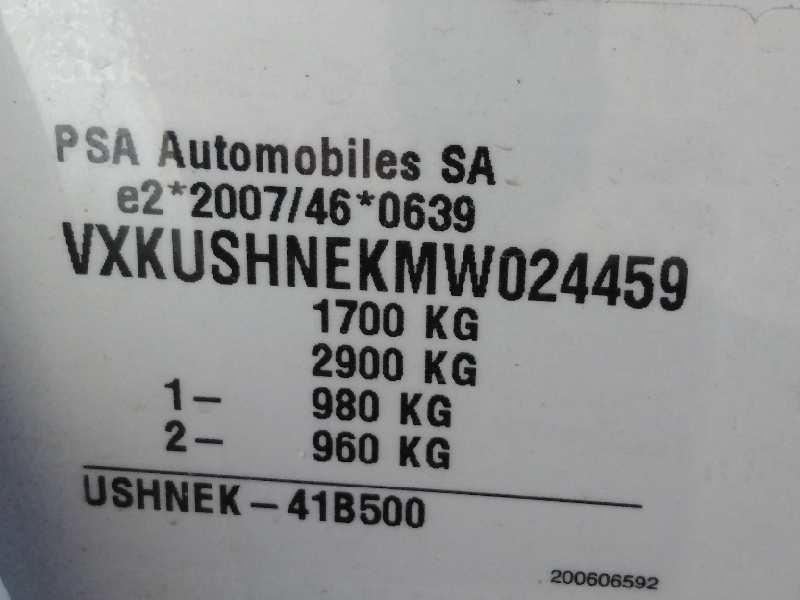 PSA Automobiles SA
e2*2007/46*0639
VXKUSHNEKMW024459
1700 KG
2900 KG
1- 980 KG
2- 960 KG
USHNEK-41B500
200606592